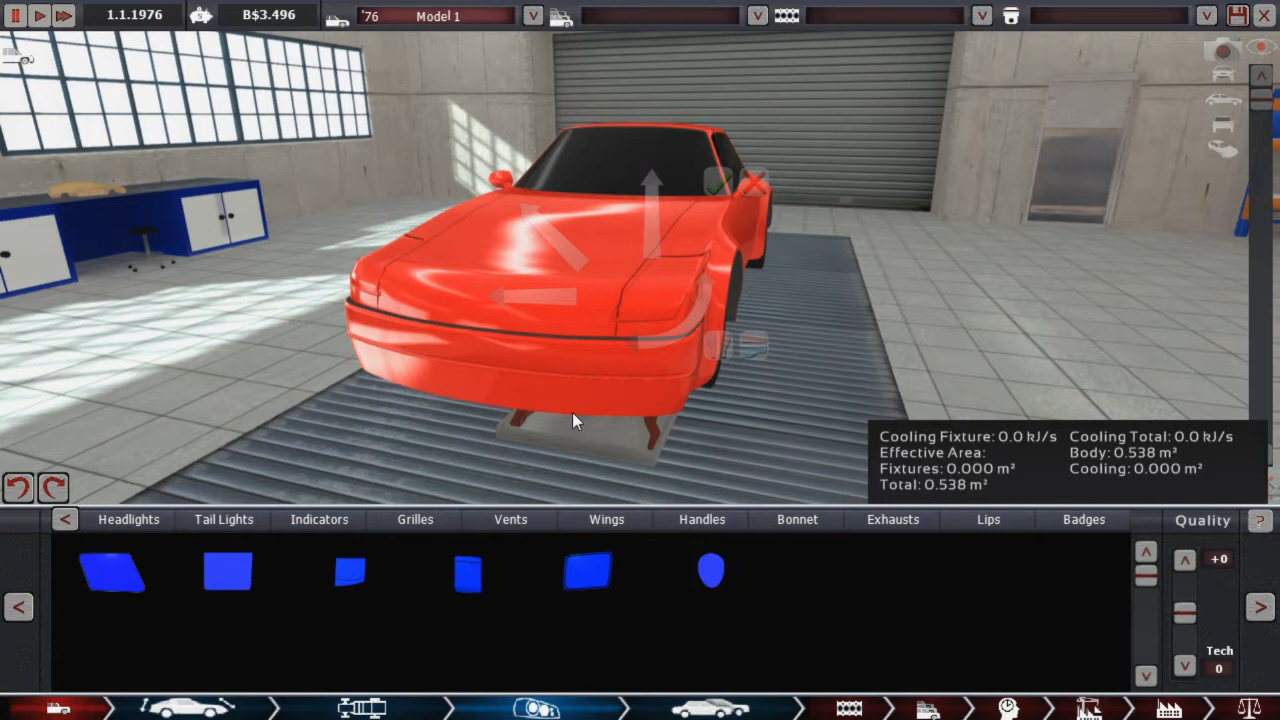 1.1.1976
$
B$3.496
'76 Model 1
Cooling Fixture: 0.0 kJ/s Cooling Total: 0.0 kJ/s
Effective Area: Body: 0.538 m²
Fixtures: 0.000 m² Cooling: 0.000 m²
Total: 0.538 m²
< Headlights Tail Lights Indicators Grilles Vents Wings Handles Bonnet Exhausts Lips Badges Quality ?
+0
< >
Tech
0